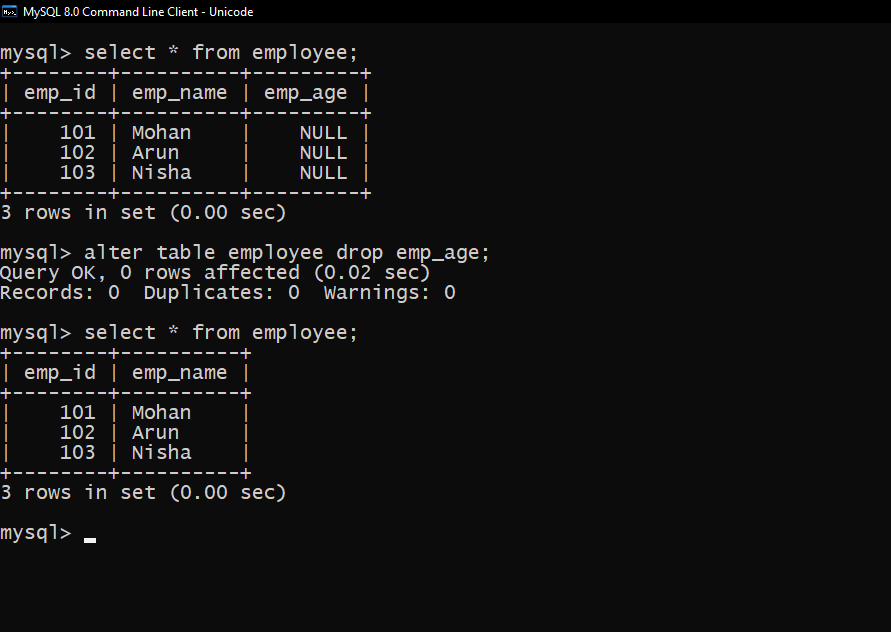 MySQL 8.0 Command Line Client - Unicode
mysql> select * from employee;
+--------+----------+---------+
| emp_id | emp_name | emp_age |
+--------+----------+---------+
|    101 | Mohan    |    NULL |
|    102 | Arun     |    NULL |
|    103 | Nisha    |    NULL |
+--------+----------+---------+
3 rows in set (0.00 sec)
mysql> alter table employee drop emp_age;
Query OK, 0 rows affected (0.02 sec)
Records: 0  Duplicates: 0  Warnings: 0
mysql> select * from employee;
+--------+----------+
| emp_id | emp_name |
+--------+----------+
|    101 | Mohan    |
|    102 | Arun     |
|    103 | Nisha    |
+--------+----------+
3 rows in set (0.00 sec)
mysql> _